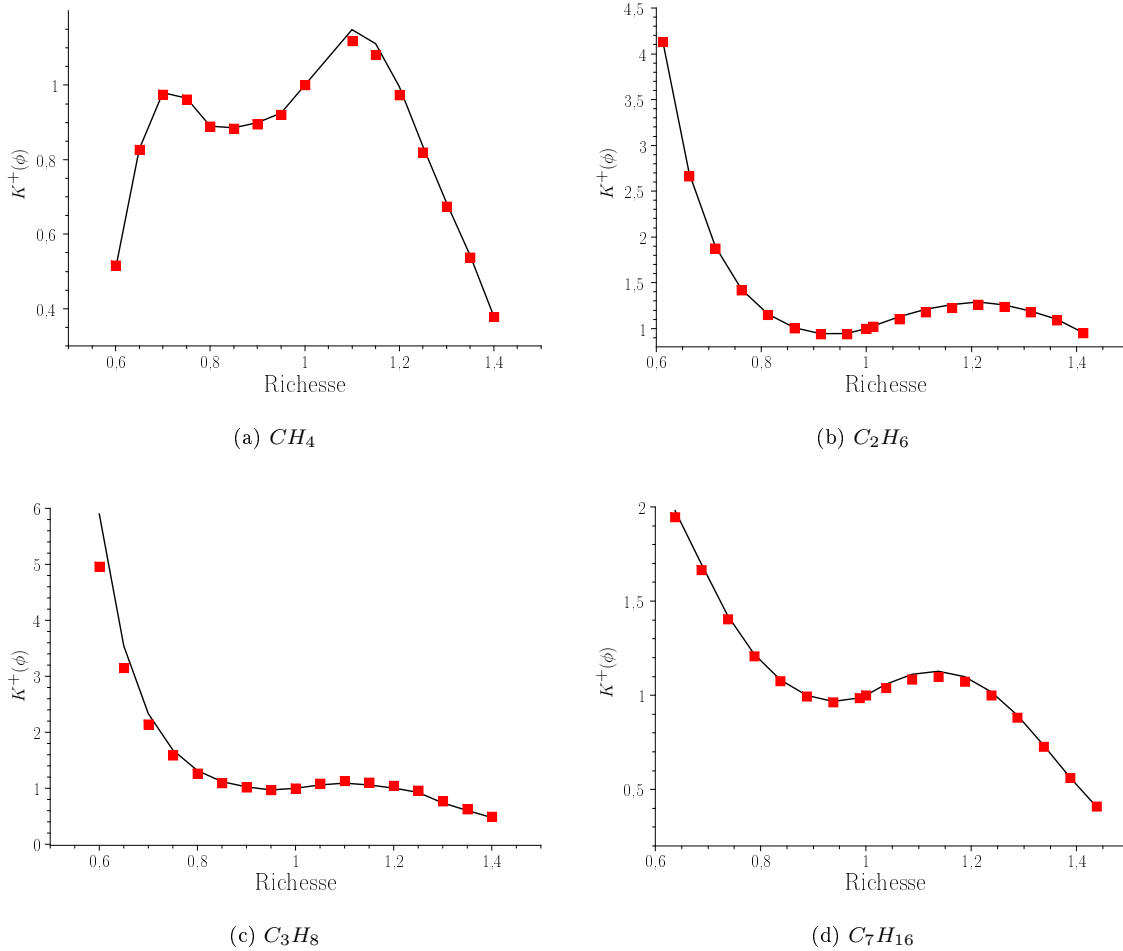 1
0,8
0,6
0,4
K⁺(ϕ)
0,6 0,8 1 1,2 1,4
Richesse
(a) CH₄
4,5
4
3,5
3
2,5
2
1,5
1
K⁺(ϕ)
0,6 0,8 1 1,2 1,4
Richesse
(b) C₂H₆
6
5
4
3
2
1
0
K⁺(ϕ)
0,6 0,8 1 1,2 1,4
Richesse
(c) C₃H₈
2
1,5
1
0,5
K⁺(ϕ)
0,6 0,8 1 1,2 1,4
Richesse
(d) C₇H₁₆